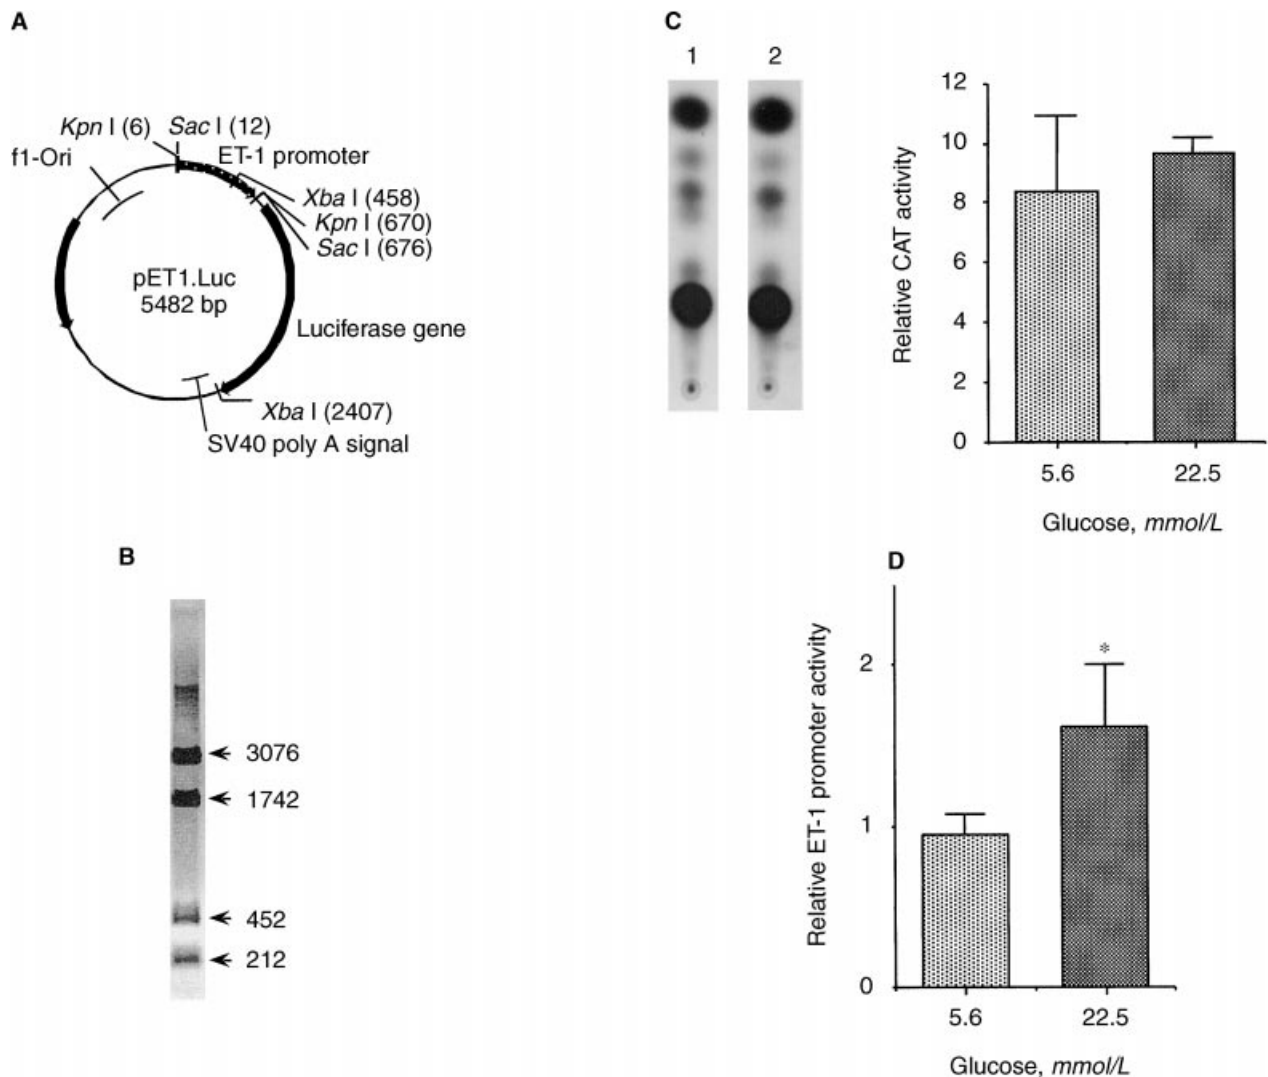 A
Kpn I (6)
Sac I (12)
f1-Ori
ET-1 promoter
Xba I (458)
Kpn I (670)
Sac I (676)
pET1.Luc
5482 bp
Luciferase gene
Xba I (2407)
SV40 poly A signal
B
3076
1742
452
212
C
1 2
Relative CAT activity
12
10
8
6
4
2
0
5.6 22.5
Glucose, mmol/L
D
Relative ET-1 promoter activity
2
1
0
*
5.6 22.5
Glucose, mmol/L